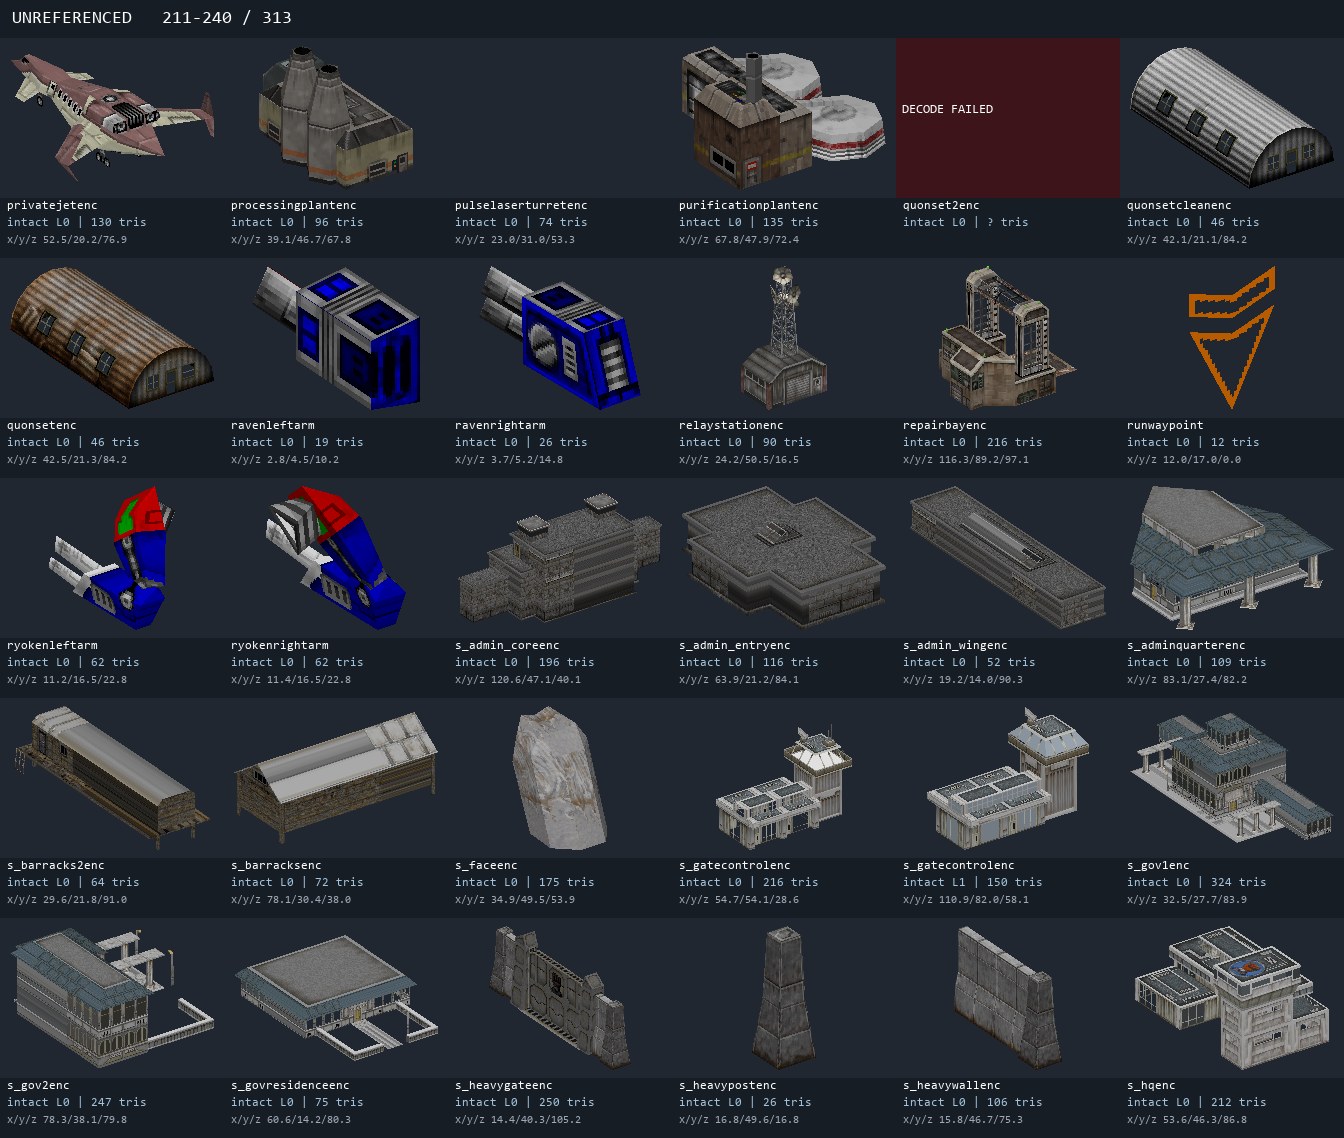 UNREFERENCED 211-240 / 313
DECODE FAILED
privatejetenc processingplantenc pulselaserturretenc purificationplantenc quonset2enc quonsetcleanenc
intact L0 | 130 tris intact L0 | 96 tris intact L0 | 74 tris intact L0 | 135 tris intact L0 | ? tris intact L0 | 46 tris
x/y/z 52.5/20.2/76.9 x/y/z 39.1/46.7/67.8 x/y/z 23.0/31.0/53.3 x/y/z 67.8/47.9/72.4 x/y/z 42.1/21.1/84.2
quonsetenc ravenleftarm ravenrightarm relaystationenc repairbayenc runwaypoint
intact L0 | 46 tris intact L0 | 19 tris intact L0 | 26 tris intact L0 | 90 tris intact L0 | 216 tris intact L0 | 12 tris
x/y/z 42.5/21.3/84.2 x/y/z 2.8/4.5/10.2 x/y/z 3.7/5.2/14.8 x/y/z 24.2/50.5/16.5 x/y/z 116.3/89.2/97.1 x/y/z 12.0/17.0/0.0
ryokenleftarm ryokenrightarm s_admin_coreenc s_admin_entryenc s_admin_wingenc s_adminquarterenc
intact L0 | 62 tris intact L0 | 62 tris intact L0 | 196 tris intact L0 | 116 tris intact L0 | 52 tris intact L0 | 109 tris
x/y/z 11.2/16.5/22.8 x/y/z 11.4/16.5/22.8 x/y/z 120.6/47.1/40.1 x/y/z 63.9/21.2/84.1 x/y/z 19.2/14.0/90.3 x/y/z 83.1/27.4/82.2
s_barracks2enc s_barracksenc s_faceenc s_gatecontrolenc s_gatecontrolenc s_gov1enc
intact L0 | 64 tris intact L0 | 72 tris intact L0 | 175 tris intact L0 | 216 tris intact L1 | 150 tris intact L0 | 324 tris
x/y/z 29.6/21.8/91.0 x/y/z 78.1/30.4/38.0 x/y/z 34.9/49.5/53.9 x/y/z 54.7/54.1/28.6 x/y/z 110.9/82.0/58.1 x/y/z 32.5/27.7/83.9
s_gov2enc s_govresidenceenc s_heavygateenc s_heavypostenc s_heavywallenc s_hqenc
intact L0 | 247 tris intact L0 | 75 tris intact L0 | 250 tris intact L0 | 26 tris intact L0 | 106 tris intact L0 | 212 tris
x/y/z 78.3/38.1/79.8 x/y/z 60.6/14.2/80.3 x/y/z 14.4/40.3/105.2 x/y/z 16.8/49.6/16.8 x/y/z 15.8/46.7/75.3 x/y/z 53.6/46.3/86.8